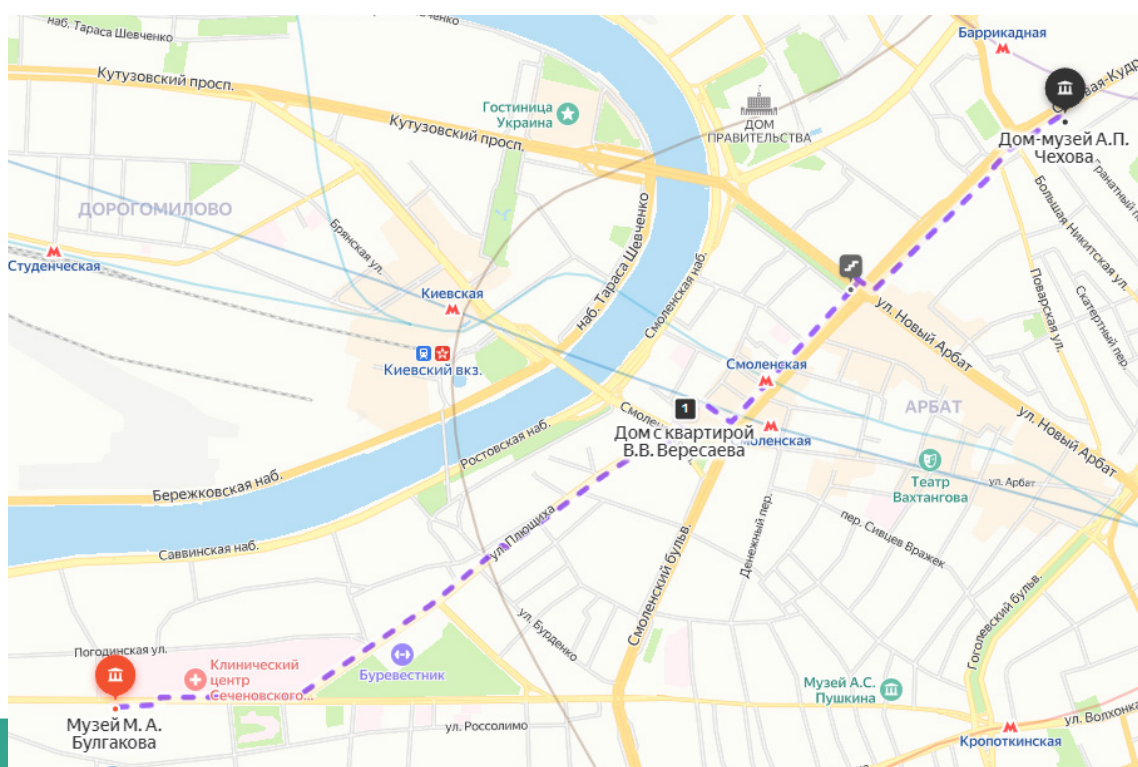 наб. Тараса Шевченко
Баррикадная
Кутузовский просп.
Гостиница
Украина
Кутузовский просп.
ДОМ
ПРАВИТЕЛЬСТВА
Дом-музей А.П.
Чехова
ДОРОГОМИЛОВО
Студенческая
Брянская ул.
Киевская
Киевский вкз.
наб. Тараса Шевченко
Смоленская наб.
Большая Никитская ул.
Поварская ул.
Скатертный пер.
ул. Новый Арбат
Смоленская
АРБАТ
ул. Новый Арбат
1
Дом с квартирой
В.В. Вересаева
Смоленская
Ростовская наб.
Бережковская наб.
Саввинская наб.
ул. Плющиха
Театр
Вахтангова
ул. Арбат
пер. Сивцев Вражек
Денежный пер.
Смоленский бульв.
Гоголевский бульв.
ул. Бурденко
Погодинская ул.
Клинический
центр
Сеченовского...
Буревестник
Музей А.С.
Пушкина
Музей М. А.
Булгакова
ул. Россолимо
ул. Волхонка
Кропоткинская